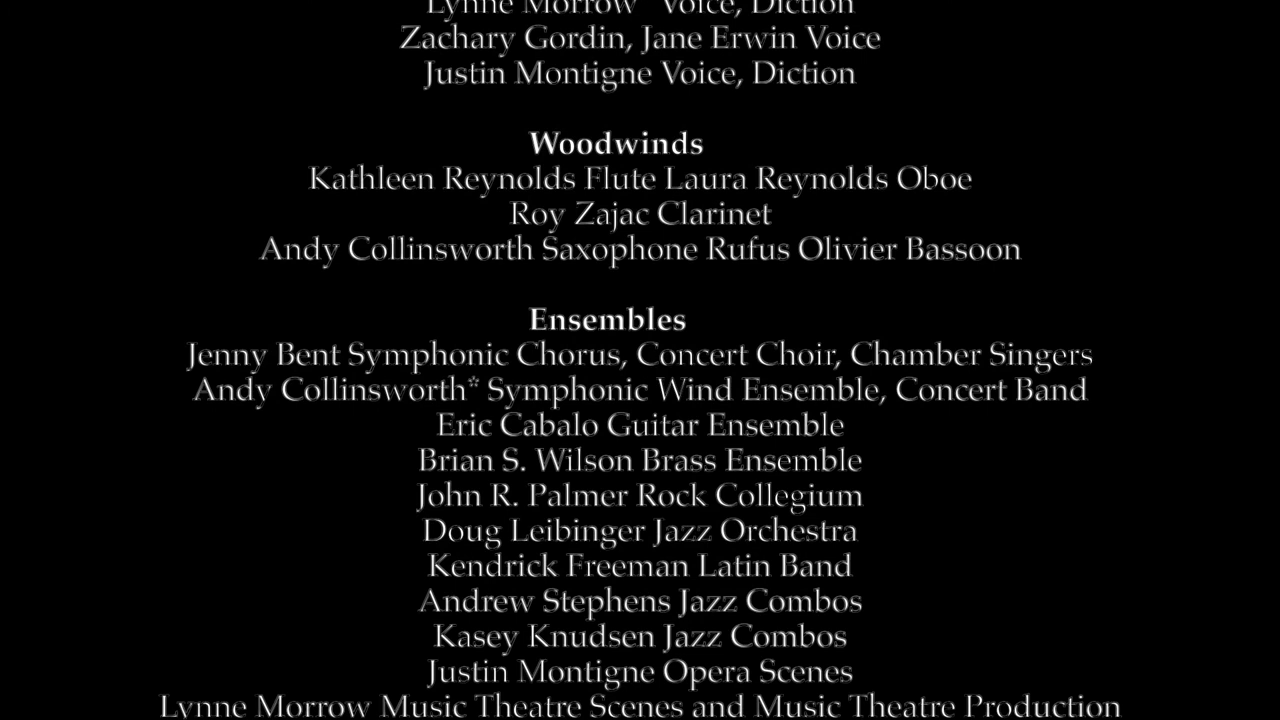 Lynne Morrow* Voice, Diction
Zachary Gordin, Jane Erwin Voice
Justin Montigne Voice, Diction
Woodwinds
Kathleen Reynolds Flute Laura Reynolds Oboe
Roy Zajac Clarinet
Andy Collinsworth Saxophone Rufus Olivier Bassoon
Ensembles
Jenny Bent Symphonic Chorus, Concert Choir, Chamber Singers
Andy Collinsworth* Symphonic Wind Ensemble, Concert Band
Eric Cabalo Guitar Ensemble
Brian S. Wilson Brass Ensemble
John R. Palmer Rock Collegium
Doug Leibinger Jazz Orchestra
Kendrick Freeman Latin Band
Andrew Stephens Jazz Combos
Kasey Knudsen Jazz Combos
Justin Montigne Opera Scenes
Lynne Morrow Music Theatre Scenes and Music Theatre Production